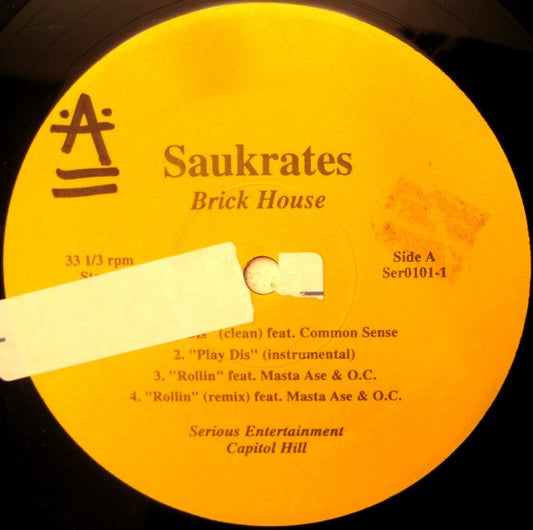 A
Saukrates
Brick House
33 1/3 rpm
Side A
Ser0101-1
Dis" (clean) feat. Common Sense
2. "Play Dis" (instrumental)
3. "Rollin" feat. Masta Ase & O.C.
4. "Rollin" (remix) feat. Masta Ase & O.C.
Serious Entertainment
Capitol Hill